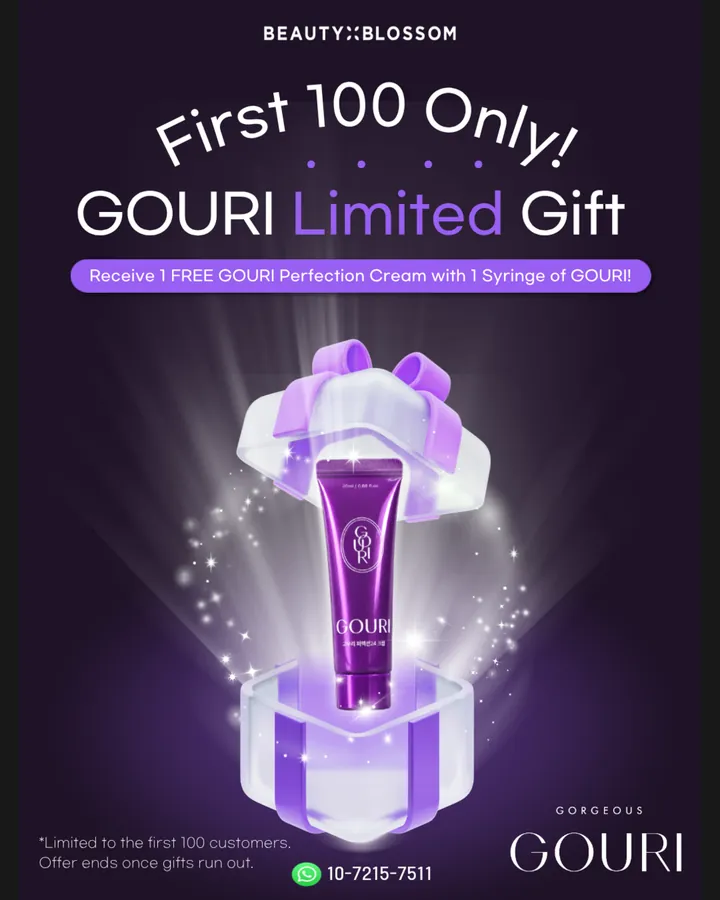 BEAUTY BLOSSOM
First 100 Only!
GOURI Limited Gift
Receive 1 FREE GOURI Perfection Cream with 1 Syringe of GOURI!
GOURI
GOURI
*Limited to the first 100 customers.
Offer ends once gifts run out.
10-7215-7511
GORGEOUS
GOURI